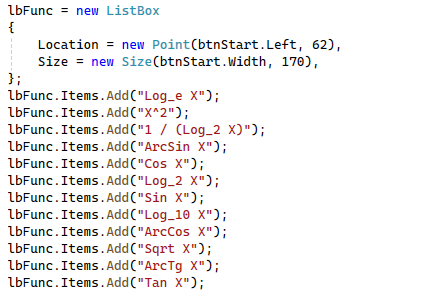 lbFunc = new ListBox
{
    Location = new Point(btnStart.Left, 62),
    Size = new Size(btnStart.Width, 170),
};
lbFunc.Items.Add("Log_e X");
lbFunc.Items.Add("X^2");
lbFunc.Items.Add("1 / (Log_2 X)");
lbFunc.Items.Add("ArcSin X");
lbFunc.Items.Add("Cos X");
lbFunc.Items.Add("Log_2 X");
lbFunc.Items.Add("Sin X");
lbFunc.Items.Add("Log_10 X");
lbFunc.Items.Add("ArcCos X");
lbFunc.Items.Add("Sqrt X");
lbFunc.Items.Add("ArcTg X");
lbFunc.Items.Add("Tan X");